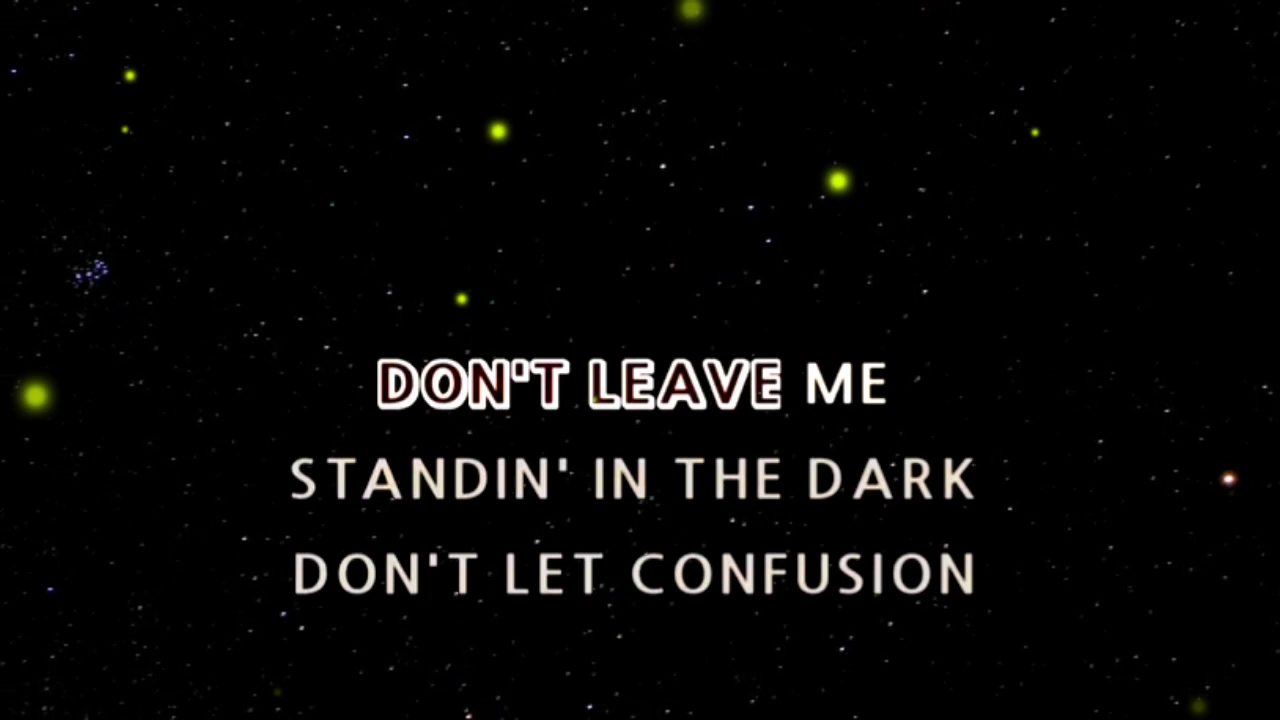 DON'T LEAVE ME
STANDIN' IN THE DARK
DON'T LET CONFUSION